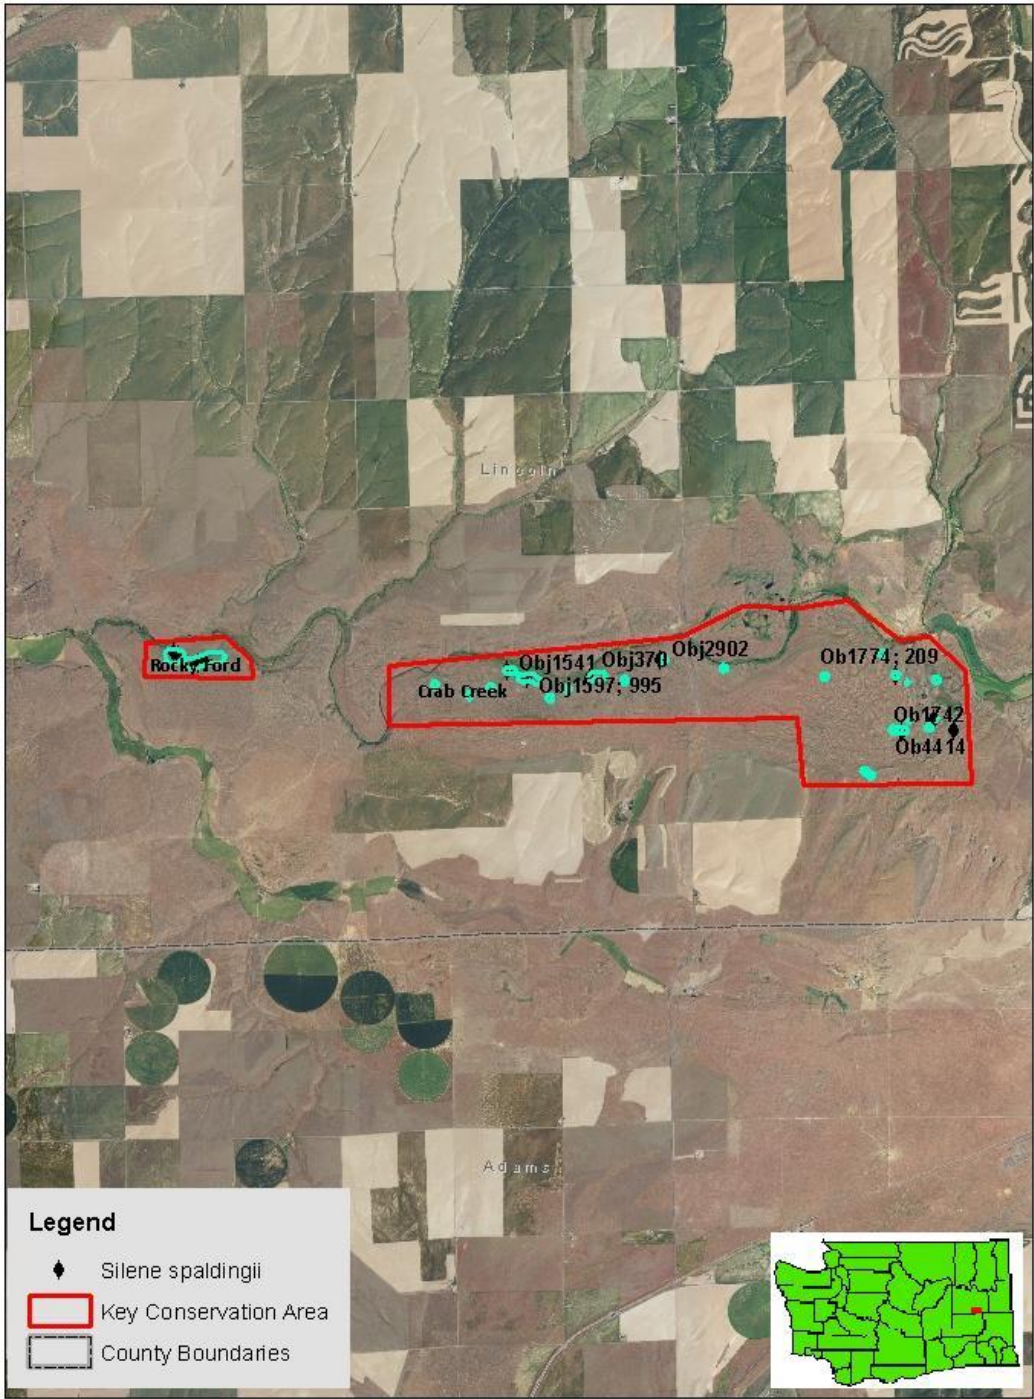 Lincoln
Obj2902
Obj1541
Obj370
Ob1774; 209
Rocky Ford
Crab Creek
Obj1597; 995
Ob1742
Ob4414
Adams
Legend
Silene spaldingii
Key Conservation Area
County Boundaries